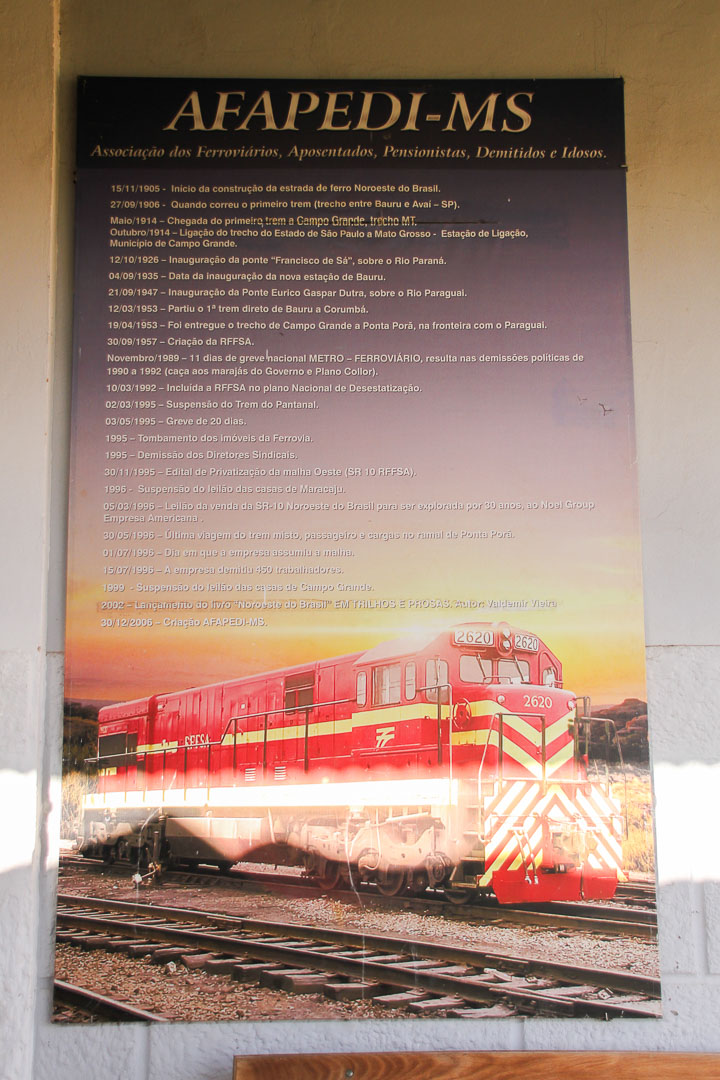 AFAPEDI-MS
Associação dos Ferroviários, Aposentados, Pensionistas, Demitidos e Idosos.
15/11/1905 - Início da construção da estrada de ferro Noroeste do Brasil.
27/09/1906 - Quando correu o primeiro trem (trecho entre Bauru e Avaí – SP).
Maio/1914 – Chegada do primeiro trem a Campo Grande, trecho MT.
Outubro/1914 – Ligação do trecho do Estado de São Paulo a Mato Grosso - Estação de Ligação,
Município de Campo Grande.
12/10/1926 – Inauguração da ponte "Francisco de Sá", sobre o Rio Paraná.
04/09/1935 – Data da inauguração da nova estação de Bauru.
21/09/1947 – Inauguração da Ponte Eurico Gaspar Dutra, sobre o Rio Paraguai.
12/03/1953 – Partiu o 1ª trem direto de Bauru a Corumbá.
19/04/1953 – Foi entregue o trecho de Campo Grande a Ponta Porã, na fronteira com o Paraguai.
30/09/1957 – Criação da RFFSA.
Novembro/1989 – 11 dias de greve nacional METRO – FERROVIÁRIO, resulta nas demissões políticas de
1990 a 1992 (caça aos marajás do Governo e Plano Collor).
10/03/1992 – Incluída a RFFSA no plano Nacional de Desestatização.
02/03/1995 – Suspensão do Trem do Pantanal.
03/05/1995 – Greve de 20 dias.
1995 – Tombamento dos imóveis da Ferrovia.
1995 – Demissão dos Diretores Sindicais.
30/11/1995 – Edital de Privatização da malha Oeste (SR 10 RFFSA).
1996 - Suspensão do leilão das casas de Maracaju.
05/03/1996 – Leilão da venda da SR-10 Noroeste do Brasil para ser explorada por 30 anos, ao Noel Group
Empresa Americana .
30/05/1996 – Última viagem do trem misto, passageiro e cargas no ramal de Ponta Porã.
01/07/1996 – Dia em que a empresa assumiu a malha.
15/07/1996 – A empresa demitiu 450 trabalhadores.
1999 - Suspensão do leilão das casas de Campo Grande.
2002 – Lançamento do livro "Noroeste do Brasil" EM TRILHOS E PROSAS. Autor: Valdemir Vieira
30/12/2006 – Criação AFAPEDI-MS.
2620
2620
2620
RFFSA